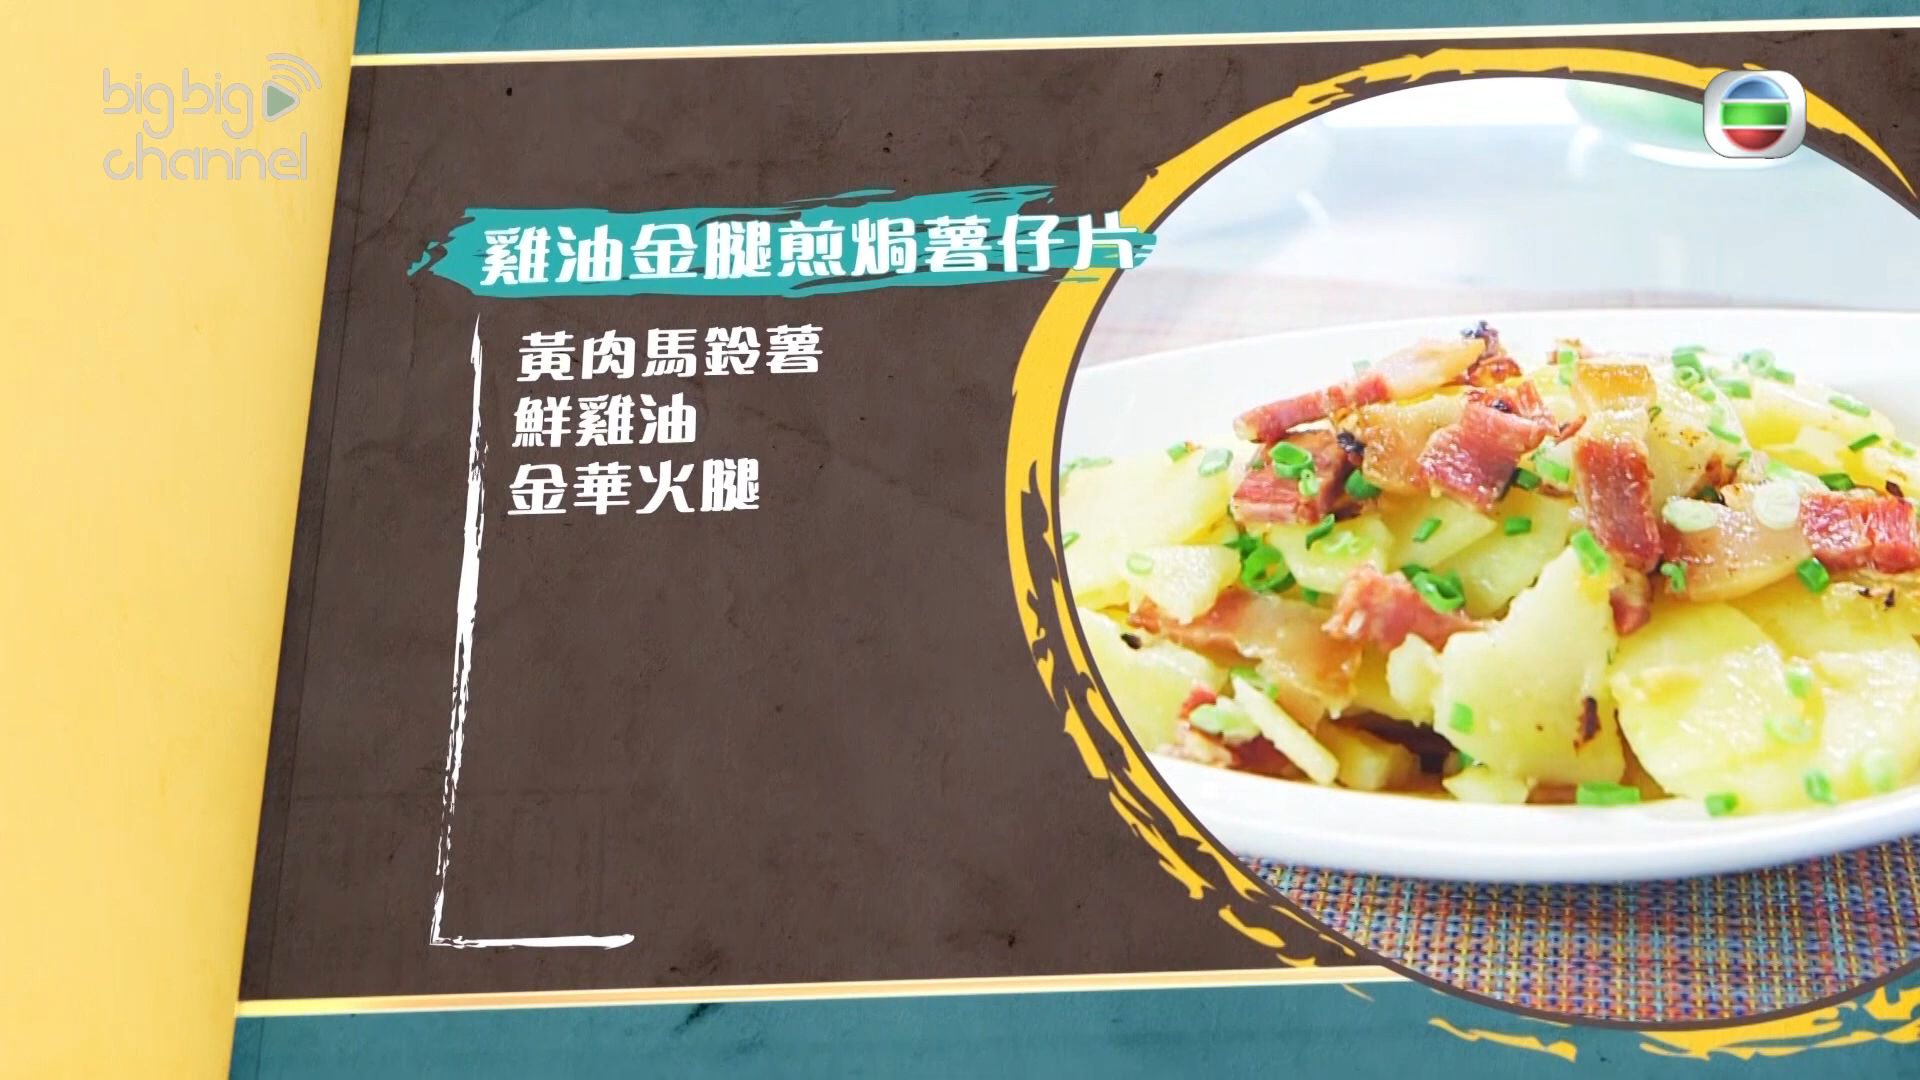 big big
channel
雞油金腿煎焗薯仔片
黃肉馬鈴薯
鮮雞油
金華火腿